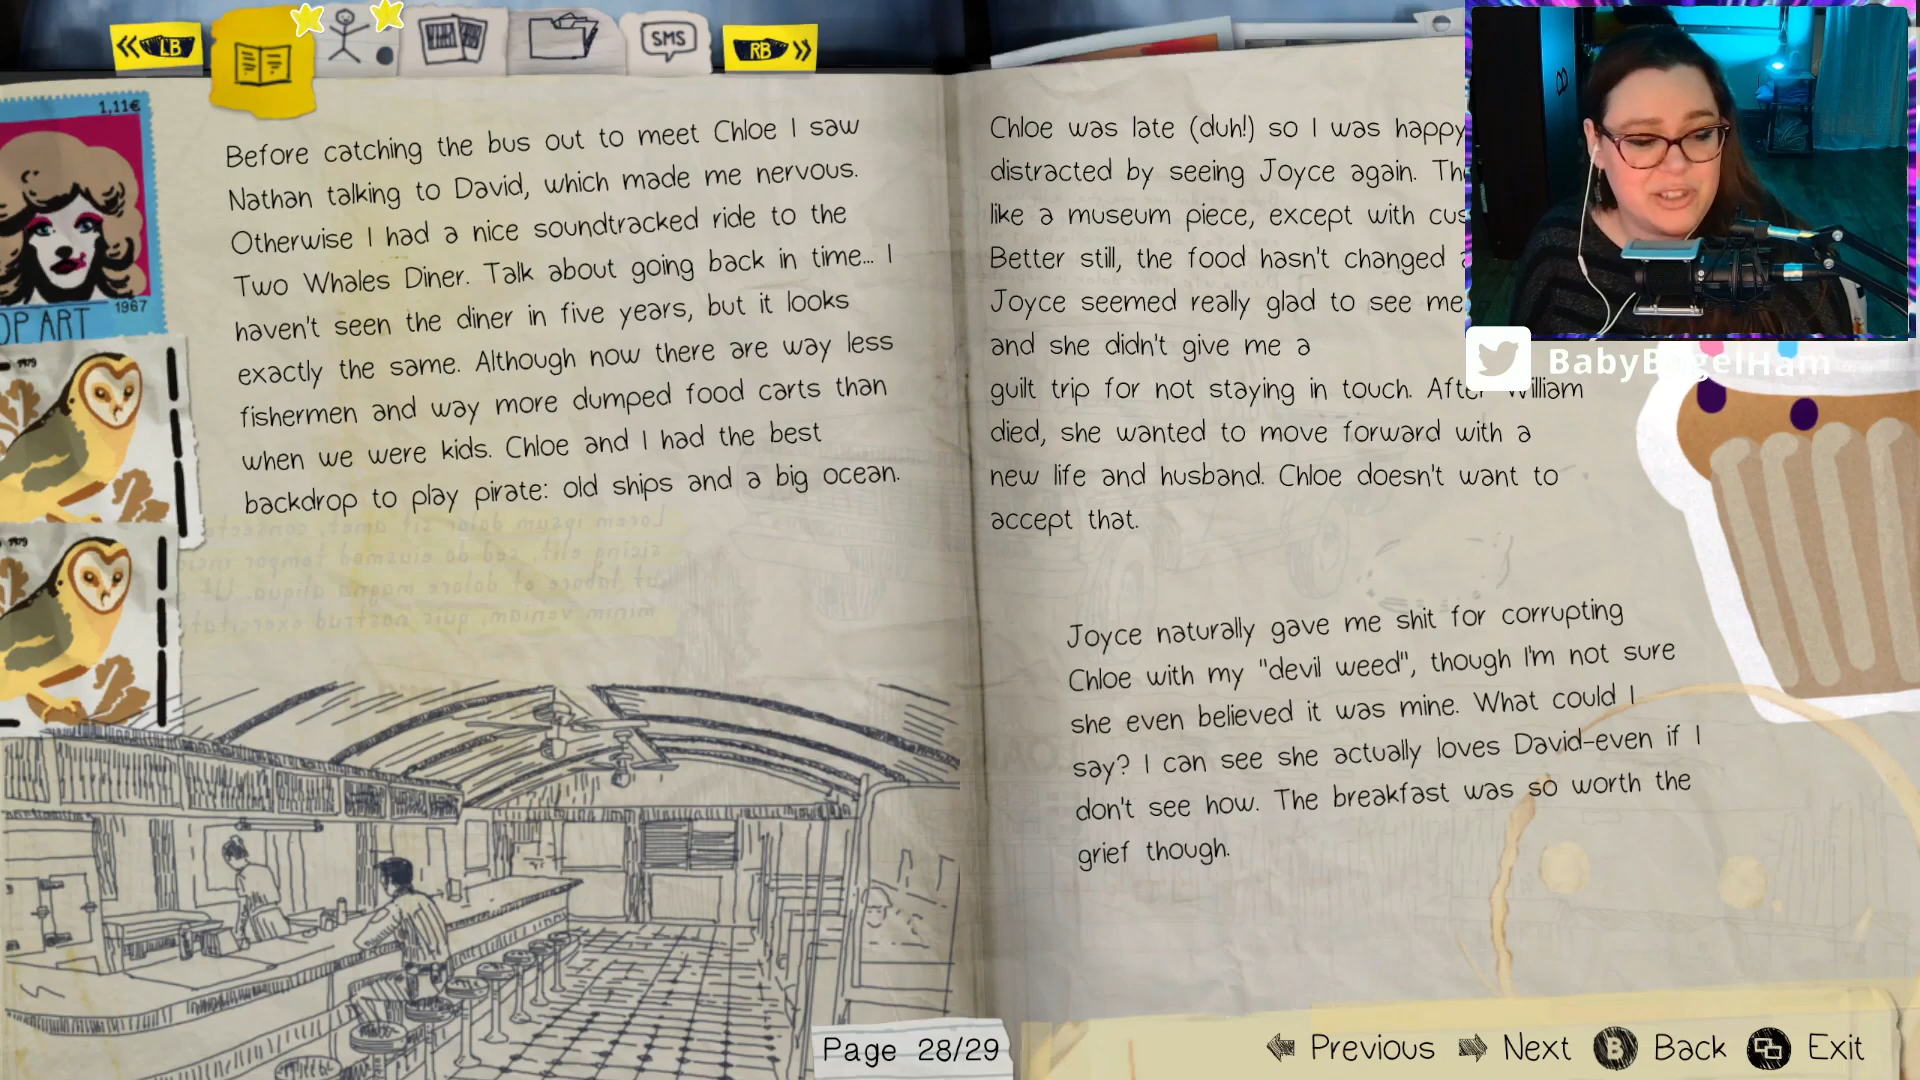 LB
SMS
RB
1,11€
1967
OP ART
1979
1979
Before catching the bus out to meet Chloe I saw
Nathan talking to David, which made me nervous.
Otherwise I had a nice soundtracked ride to the
Two Whales Diner. Talk about going back in time... I
haven't seen the diner in five years, but it looks
exactly the same. Although now there are way less
fishermen and way more dumped food carts than
when we were kids. Chloe and I had the best
backdrop to play pirate: old ships and a big ocean.
Chloe was late (duh!) so I was happy
distracted by seeing Joyce again. Th
like a museum piece, except with cus
Better still, the food hasn't changed
Joyce seemed really glad to see me
and she didn't give me a
guilt trip for not staying in touch. After William
died, she wanted to move forward with a
new life and husband. Chloe doesn't want to
accept that.
Joyce naturally gave me shit for corrupting
Chloe with my "devil weed", though I'm not sure
she even believed it was mine. What could I
say? I can see she actually loves David-even if I
don't see how. The breakfast was so worth the
grief though.
BabyBagelHam
Page 28/29
Previous
Next
B
Back
Exit